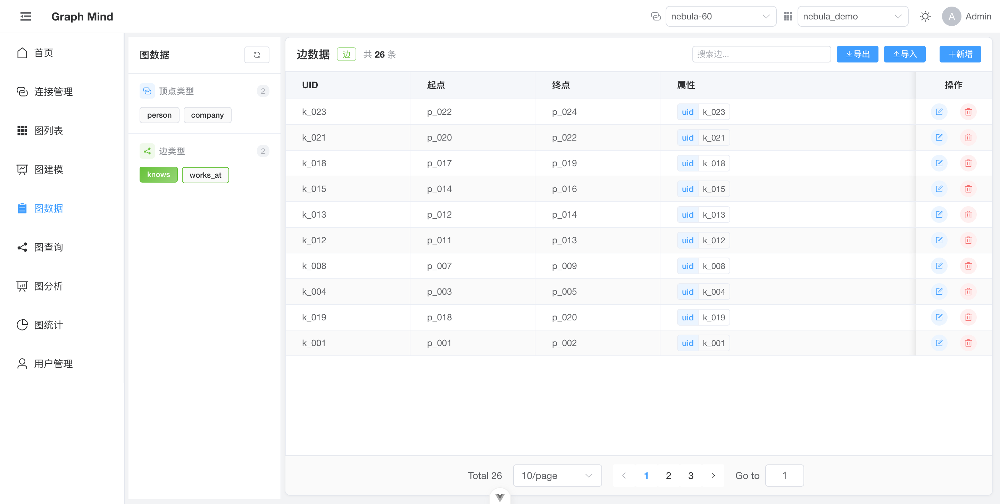 Graph Mind
nebula-60
nebula_demo
A
Admin
首页
连接管理
图列表
图建模
图数据
图查询
图分析
图统计
用户管理
图数据
顶点类型
2
person
company
边类型
2
knows
works_at
边数据
边
共 26 条
搜索边...
导出
导入
新增
UID 起点 终点 属性 操作
k_023 p_022 p_024 uid k_023
k_021 p_020 p_022 uid k_021
k_018 p_017 p_019 uid k_018
k_015 p_014 p_016 uid k_015
k_013 p_012 p_014 uid k_013
k_012 p_011 p_013 uid k_012
k_008 p_007 p_009 uid k_008
k_004 p_003 p_005 uid k_004
k_019 p_018 p_020 uid k_019
k_001 p_001 p_002 uid k_001
Total 26 10/page 1 2 3 Go to 1